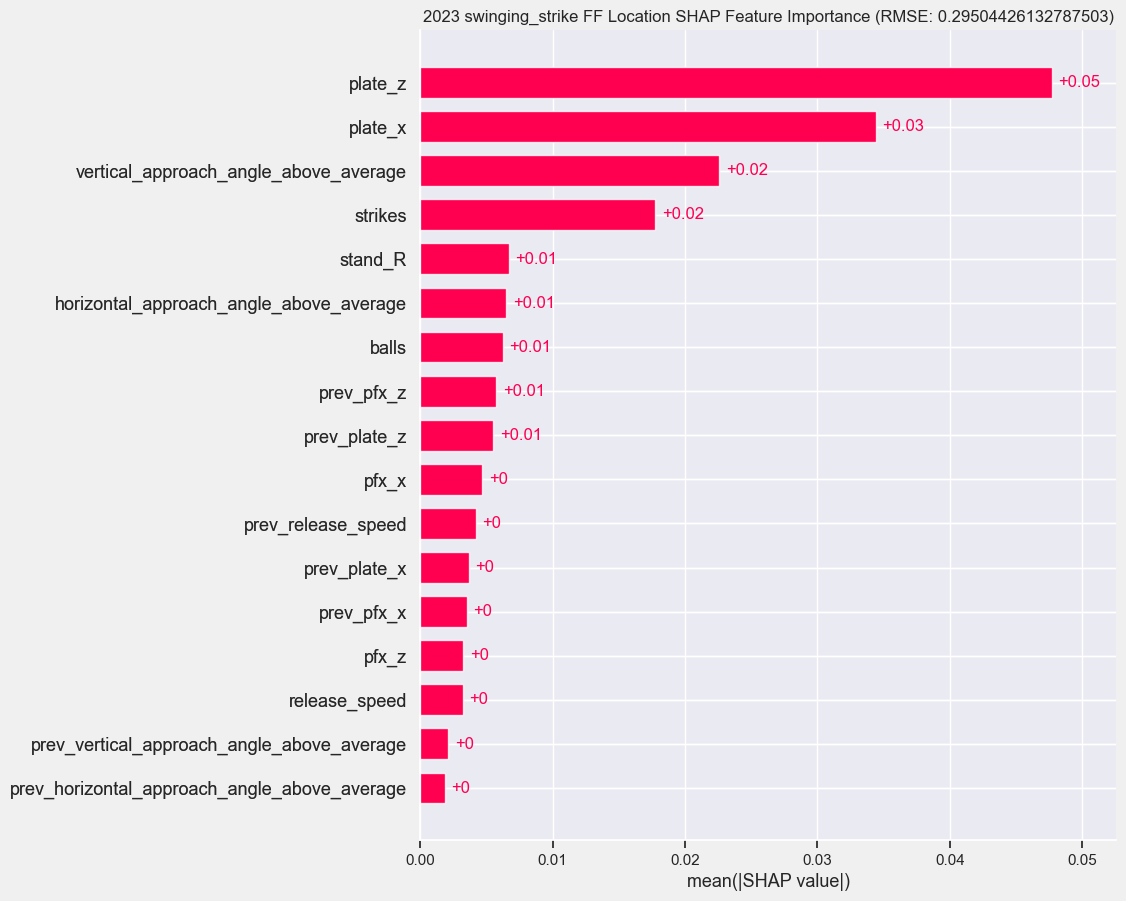 2023 swinging_strike FF Location SHAP Feature Importance (RMSE: 0.29504426132787503)
plate_z +0.05
plate_x +0.03
vertical_approach_angle_above_average +0.02
strikes +0.02
stand_R +0.01
horizontal_approach_angle_above_average +0.01
balls +0.01
prev_pfx_z +0.01
prev_plate_z +0.01
pfx_x +0
prev_release_speed +0
prev_plate_x +0
prev_pfx_x +0
pfx_z +0
release_speed +0
prev_vertical_approach_angle_above_average +0
prev_horizontal_approach_angle_above_average +0
0.00 0.01 0.02 0.03 0.04 0.05
mean(|SHAP value|)